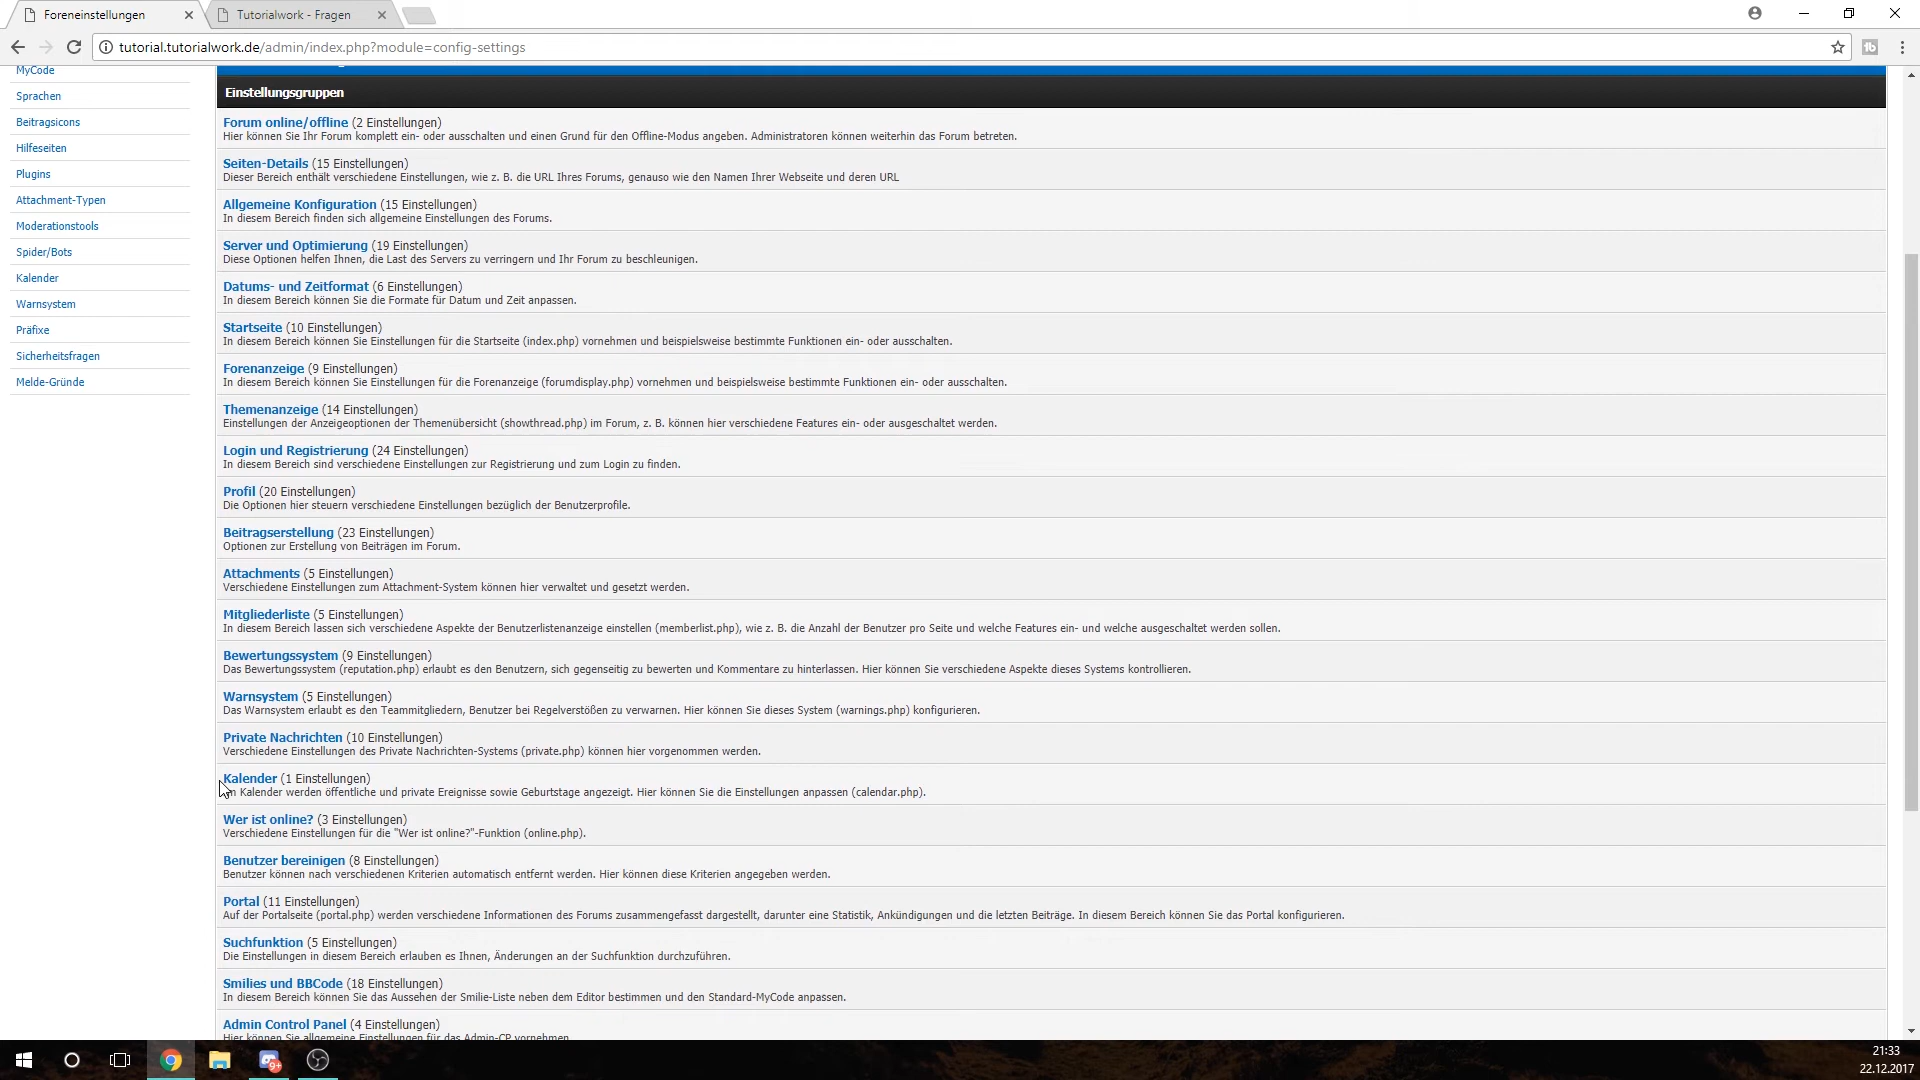 Foreneinstellungen
Tutorialwork - Fragen
tutorial.tutorialwork.de/admin/index.php?module=config-settings
MyCode
Sprachen
Beitragsicons
Hilfeseiten
Plugins
Attachment-Typen
Moderationstools
Spider/Bots
Kalender
Warnsystem
Präfixe
Sicherheitsfragen
Melde-Gründe
Einstellungsgruppen
Forum online/offline (2 Einstellungen)
Hier können Sie Ihr Forum komplett ein- oder ausschalten und einen Grund für den Offline-Modus angeben. Administratoren können weiterhin das Forum betreten.
Seiten-Details (15 Einstellungen)
Dieser Bereich enthält verschiedene Einstellungen, wie z. B. die URL Ihres Forums, genauso wie den Namen Ihrer Webseite und deren URL
Allgemeine Konfiguration (15 Einstellungen)
In diesem Bereich finden sich allgemeine Einstellungen des Forums.
Server und Optimierung (19 Einstellungen)
Diese Optionen helfen Ihnen, die Last des Servers zu verringern und Ihr Forum zu beschleunigen.
Datums- und Zeitformat (6 Einstellungen)
In diesem Bereich können Sie die Formate für Datum und Zeit anpassen.
Startseite (10 Einstellungen)
In diesem Bereich können Sie Einstellungen für die Startseite (index.php) vornehmen und beispielsweise bestimmte Funktionen ein- oder ausschalten.
Forenanzeige (9 Einstellungen)
In diesem Bereich können Sie Einstellungen für die Forenanzeige (forumdisplay.php) vornehmen und beispielsweise bestimmte Funktionen ein- oder ausschalten.
Themenanzeige (14 Einstellungen)
Einstellungen der Anzeigeoptionen der Themenübersicht (showthread.php) im Forum, z. B. können hier verschiedene Features ein- oder ausgeschaltet werden.
Login und Registrierung (24 Einstellungen)
In diesem Bereich sind verschiedene Einstellungen zur Registrierung und zum Login zu finden.
Profil (20 Einstellungen)
Die Optionen hier steuern verschiedene Einstellungen bezüglich der Benutzerprofile.
Beitragserstellung (23 Einstellungen)
Optionen zur Erstellung von Beiträgen im Forum.
Attachments (5 Einstellungen)
Verschiedene Einstellungen zum Attachment-System können hier verwaltet und gesetzt werden.
Mitgliederliste (5 Einstellungen)
In diesem Bereich lassen sich verschiedene Aspekte der Benutzerlistenanzeige einstellen (memberlist.php), wie z. B. die Anzahl der Benutzer pro Seite und welche Features ein- und welche ausgeschaltet werden sollen.
Bewertungssystem (9 Einstellungen)
Das Bewertungssystem (reputation.php) erlaubt es den Benutzern, sich gegenseitig zu bewerten und Kommentare zu hinterlassen. Hier können Sie verschiedene Aspekte dieses Systems kontrollieren.
Warnsystem (5 Einstellungen)
Das Warnsystem erlaubt es den Teammitgliedern, Benutzer bei Regelverstößen zu verwarnen. Hier können Sie dieses System (warnings.php) konfigurieren.
Private Nachrichten (10 Einstellungen)
Verschiedene Einstellungen des Private Nachrichten-Systems (private.php) können hier vorgenommen werden.
Kalender (1 Einstellungen)
Im Kalender werden öffentliche und private Ereignisse sowie Geburtstage angezeigt. Hier können Sie die Einstellungen anpassen (calendar.php).
Wer ist online? (3 Einstellungen)
Verschiedene Einstellungen für die "Wer ist online?"-Funktion (online.php).
Benutzer bereinigen (8 Einstellungen)
Benutzer können nach verschiedenen Kriterien automatisch entfernt werden. Hier können diese Kriterien angegeben werden.
Portal (11 Einstellungen)
Auf der Portalseite (portal.php) werden verschiedene Informationen des Forums zusammengefasst dargestellt, darunter eine Statistik, Ankündigungen und die letzten Beiträge. In diesem Bereich können Sie das Portal konfigurieren.
Suchfunktion (5 Einstellungen)
Die Einstellungen in diesem Bereich erlauben es Ihnen, Änderungen an der Suchfunktion durchzuführen.
Smilies und BBCode (18 Einstellungen)
In diesem Bereich können Sie das Aussehen der Smilie-Liste neben dem Editor bestimmen und den Standard-MyCode anpassen.
Admin Control Panel (4 Einstellungen)
Hier können Sie allgemeine Einstellungen für das Admin-CP vornehmen.
9+
21:33
22.12.2017